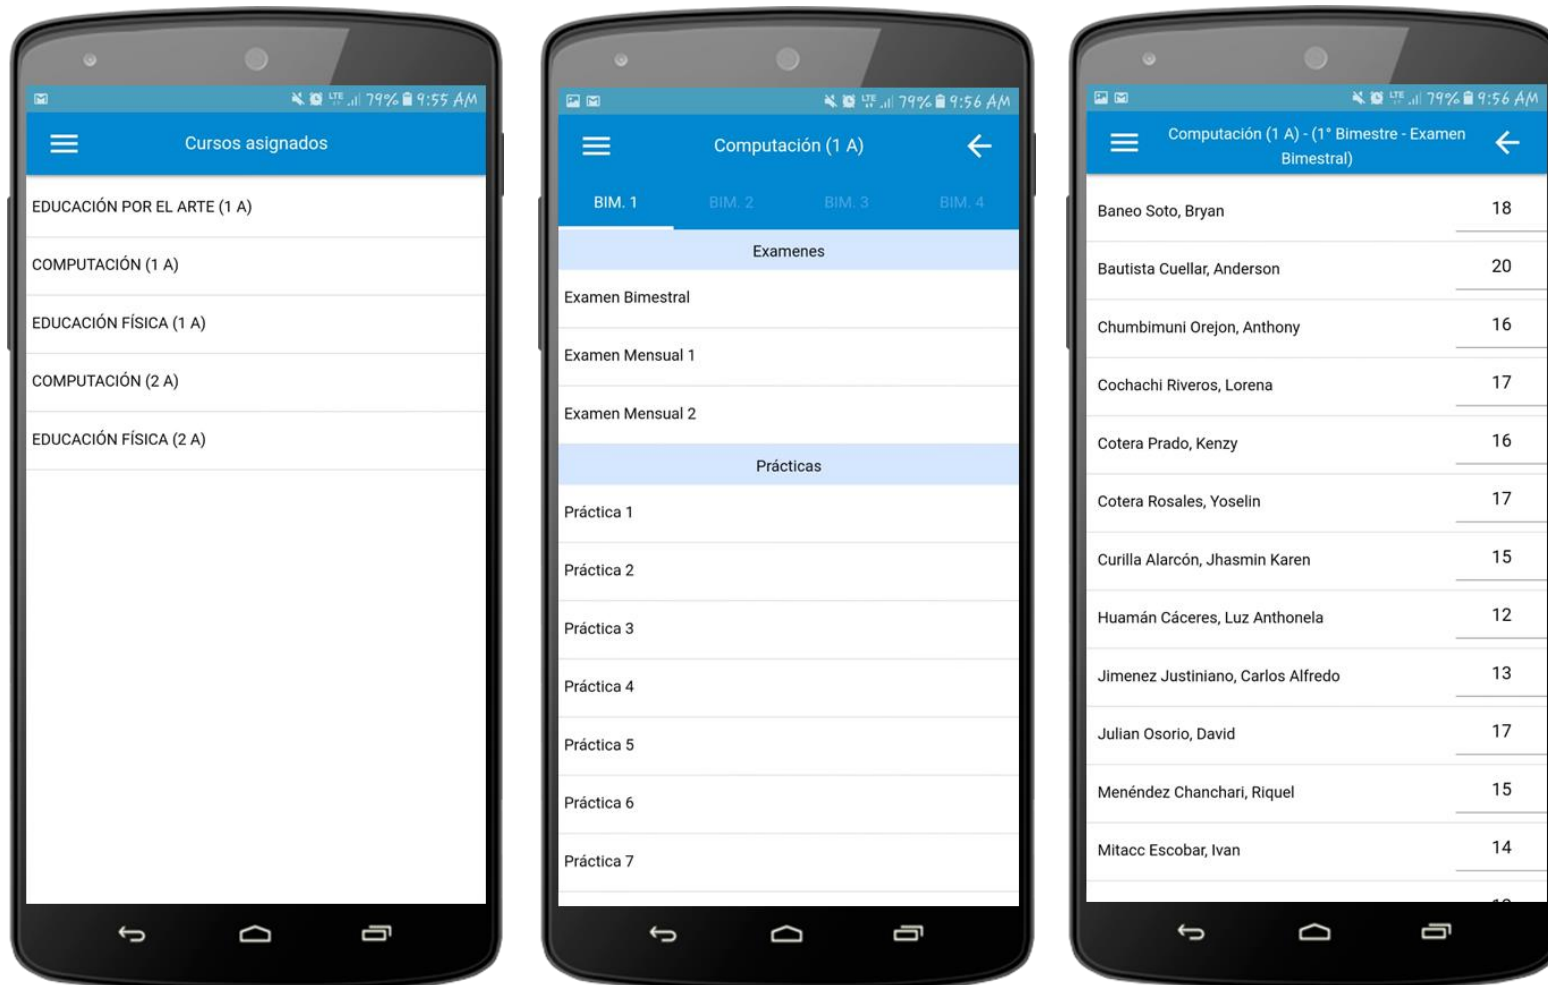 79% 9:55 AM
Cursos asignados
EDUCACIÓN POR EL ARTE (1 A)
COMPUTACIÓN (1 A)
EDUCACIÓN FÍSICA (1 A)
COMPUTACIÓN (2 A)
EDUCACIÓN FÍSICA (2 A)
LTE 79% 9:56 AM
Computación (1 A)
BIM. 1 BIM. 2 BIM. 3 BIM. 4
Examenes
Examen Bimestral
Examen Mensual 1
Examen Mensual 2
Prácticas
Práctica 1
Práctica 2
Práctica 3
Práctica 4
Práctica 5
Práctica 6
Práctica 7
LTE 79% 9:56 AM
Computación (1 A) - (1° Bimestre - Examen
Bimestral)
Baneo Soto, Bryan 18
Bautista Cuellar, Anderson 20
Chumbimuni Orejon, Anthony 16
Cochachi Riveros, Lorena 17
Cotera Prado, Kenzy 16
Cotera Rosales, Yoselin 17
Curilla Alarcón, Jhasmin Karen 15
Huamán Cáceres, Luz Anthonela 12
Jimenez Justiniano, Carlos Alfredo 13
Julian Osorio, David 17
Menéndez Chanchari, Riquel 15
Mitacc Escobar, Ivan 14